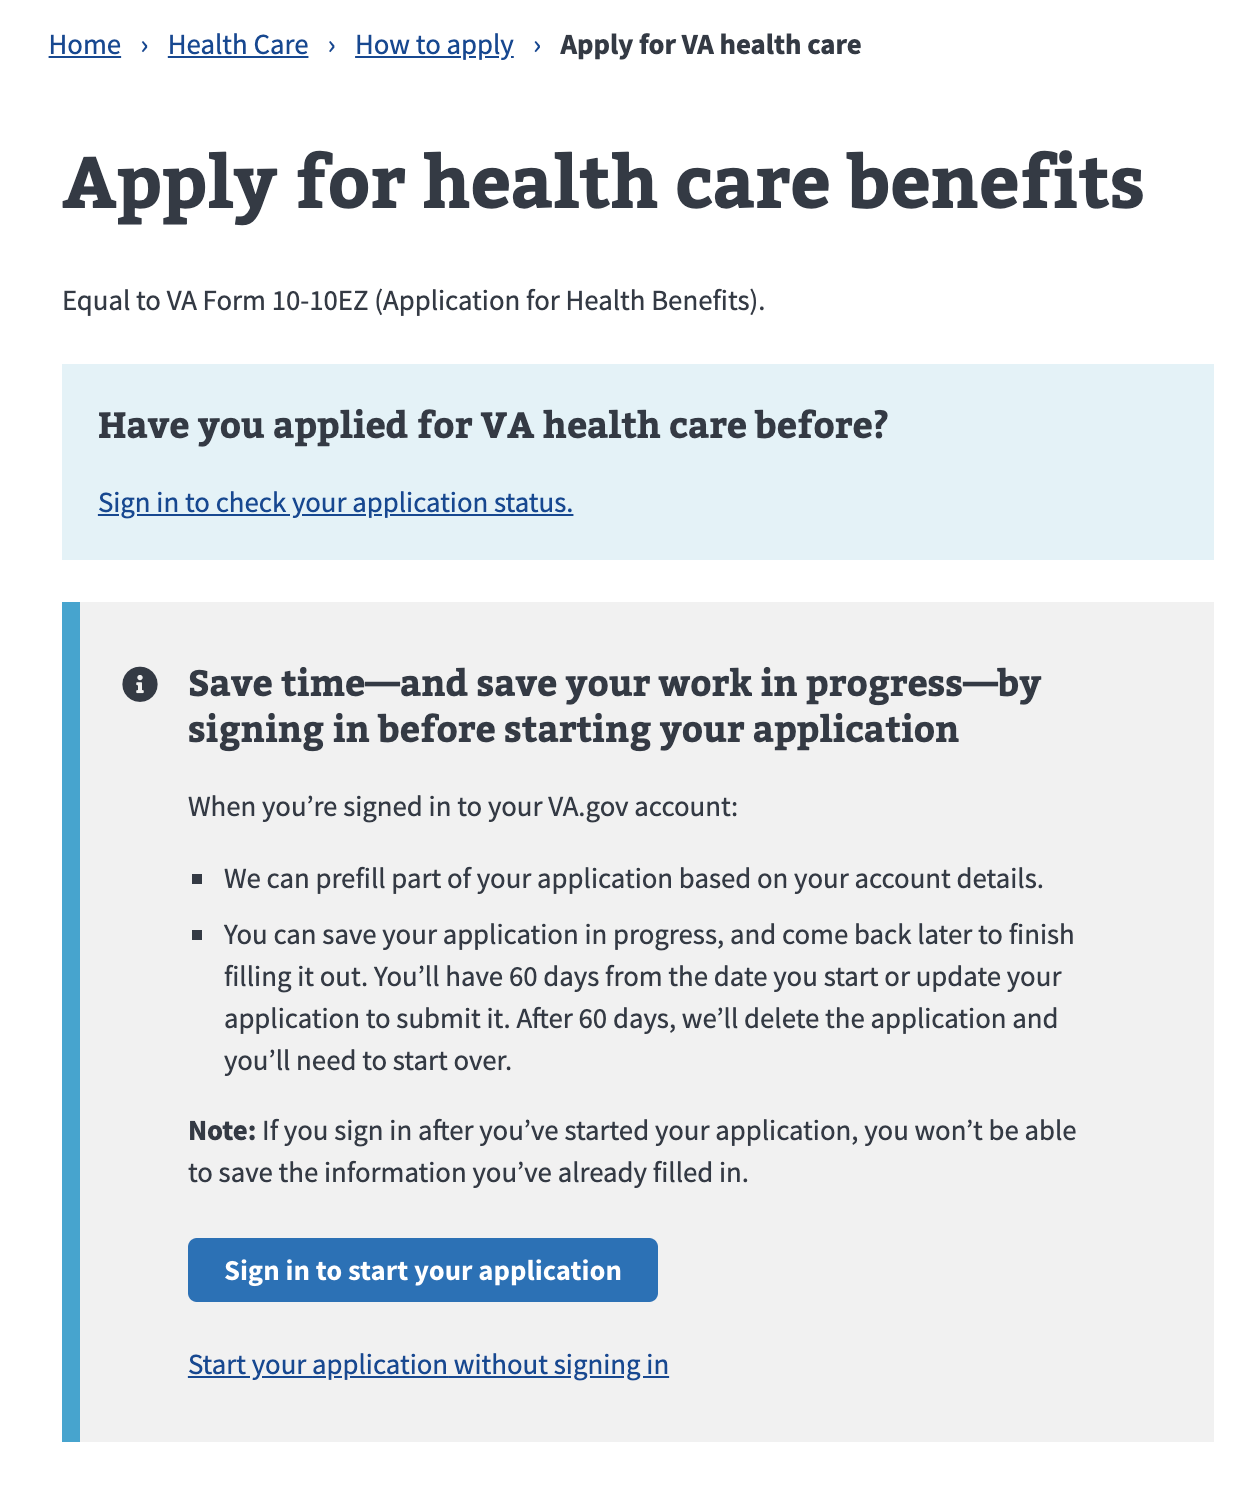 Home › Health Care › How to apply › Apply for VA health care
Apply for health care benefits
Equal to VA Form 10-10EZ (Application for Health Benefits).
Have you applied for VA health care before?
Sign in to check your application status.
Save time—and save your work in progress—by
signing in before starting your application
When you’re signed in to your VA.gov account:
▪ We can prefill part of your application based on your account details.
▪ You can save your application in progress, and come back later to finish
filling it out. You’ll have 60 days from the date you start or update your
application to submit it. After 60 days, we’ll delete the application and
you’ll need to start over.
Note: If you sign in after you’ve started your application, you won’t be able
to save the information you’ve already filled in.
Sign in to start your application
Start your application without signing in